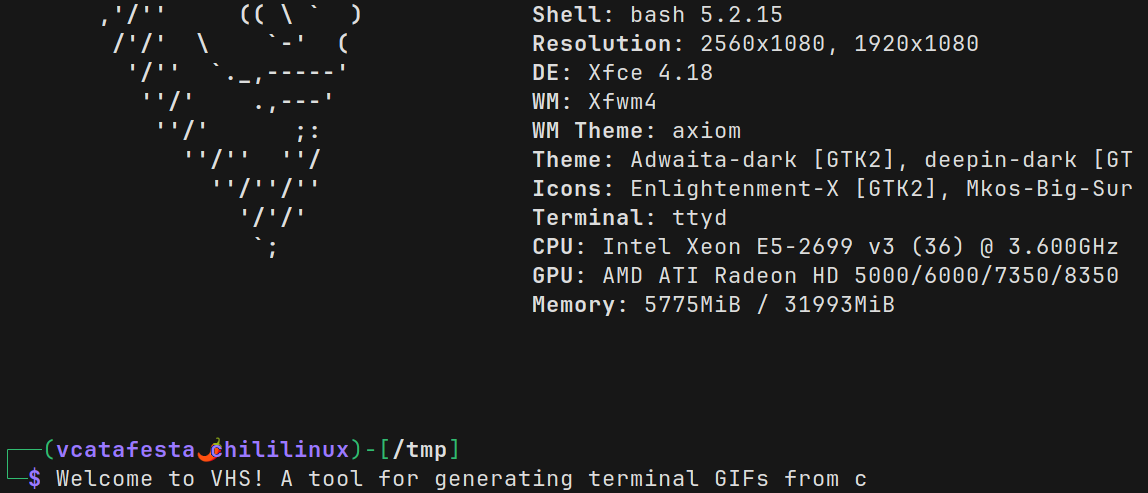 Shell: bash 5.2.15
Resolution: 2560x1080, 1920x1080
DE: Xfce 4.18
WM: Xfwm4
WM Theme: axiom
Theme: Adwaita-dark [GTK2], deepin-dark [GT
Icons: Enlightenment-X [GTK2], Mkos-Big-Sur
Terminal: ttyd
CPU: Intel Xeon E5-2699 v3 (36) @ 3.600GHz
GPU: AMD ATI Radeon HD 5000/6000/7350/8350
Memory: 5775MiB / 31993MiB
(vcatafesta🌶chililinux)-[/tmp]
$ Welcome to VHS! A tool for generating terminal GIFs from c